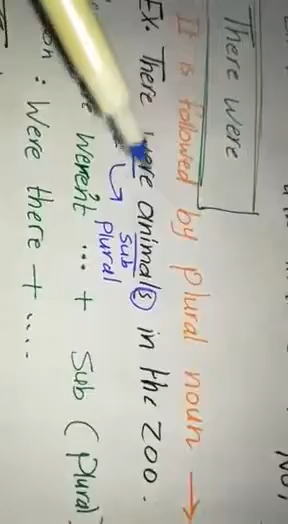 There were
It is followed by plural noun →
Ex. There were animals in the zoo.
sub
plural
weren't ... + Sub (plural)
: Were there + ....
No,